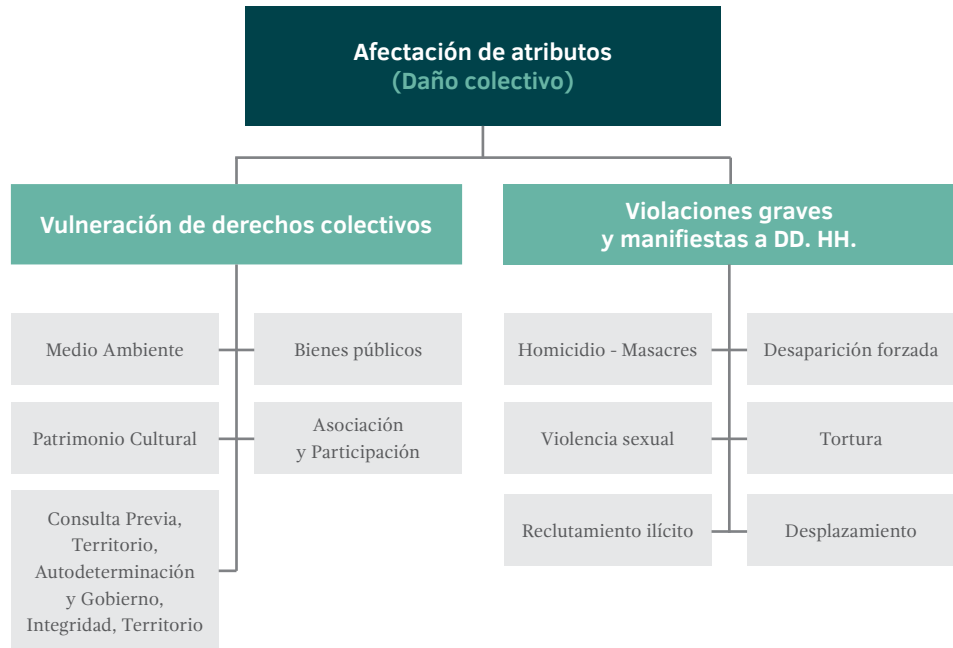 Afectación de atributos
(Daño colectivo)
Vulneración de derechos colectivos
Violaciones graves
y manifiestas a DD. HH.
Medio Ambiente
Bienes públicos
Patrimonio Cultural
Asociación
y Participación
Consulta Previa,
Territorio,
Autodeterminación
y Gobierno,
Integridad, Territorio
Homicidio - Masacres
Desaparición forzada
Violencia sexual
Tortura
Reclutamiento ilícito
Desplazamiento